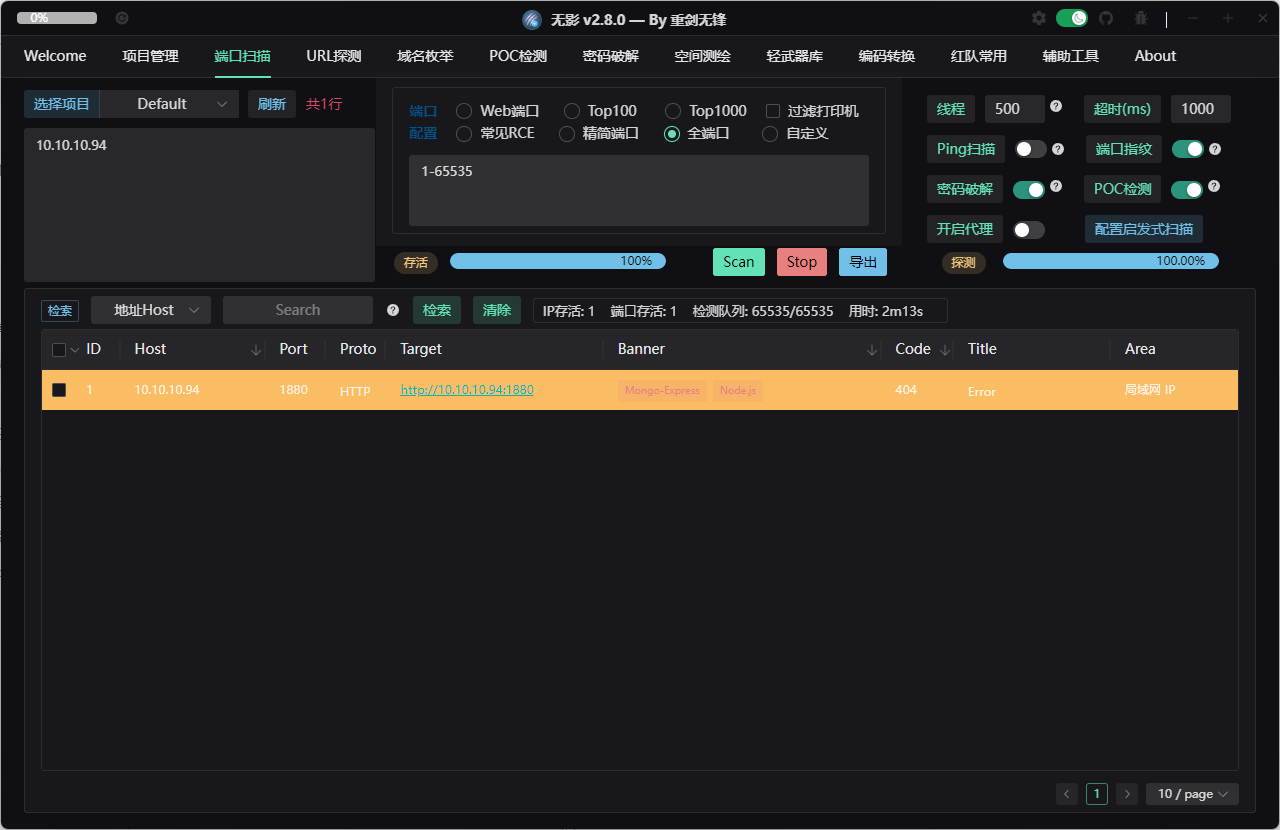 0%
无影 v2.8.0 — By 重剑无锋
Welcome 项目管理 端口扫描 URL探测 域名枚举 POC检测 密码破解 空间测绘 轻武器库 编码转换 红队常用 辅助工具 About
选择项目 Default 刷新 共1行
10.10.10.94
端口 Web端口 Top100 Top1000 过滤打印机
配置 常见RCE 精简端口 全端口 自定义
1-65535
线程 500 ? 超时(ms) 1000
Ping扫描 ? 端口指纹 ?
密码破解 ? POC检测 ?
开启代理 配置启发式扫描
存活 100% Scan Stop 导出 探测 100.00%
检索 地址Host Search ? 检索 清除 IP存活: 1 端口存活: 1 检测队列: 65535/65535 用时: 2m13s
ID Host Port Proto Target Banner Code Title Area
1 10.10.10.94 1880 HTTP http://10.10.10.94:1880 Mongo-Express Node.js 404 Error 局域网 IP
1 10 / page